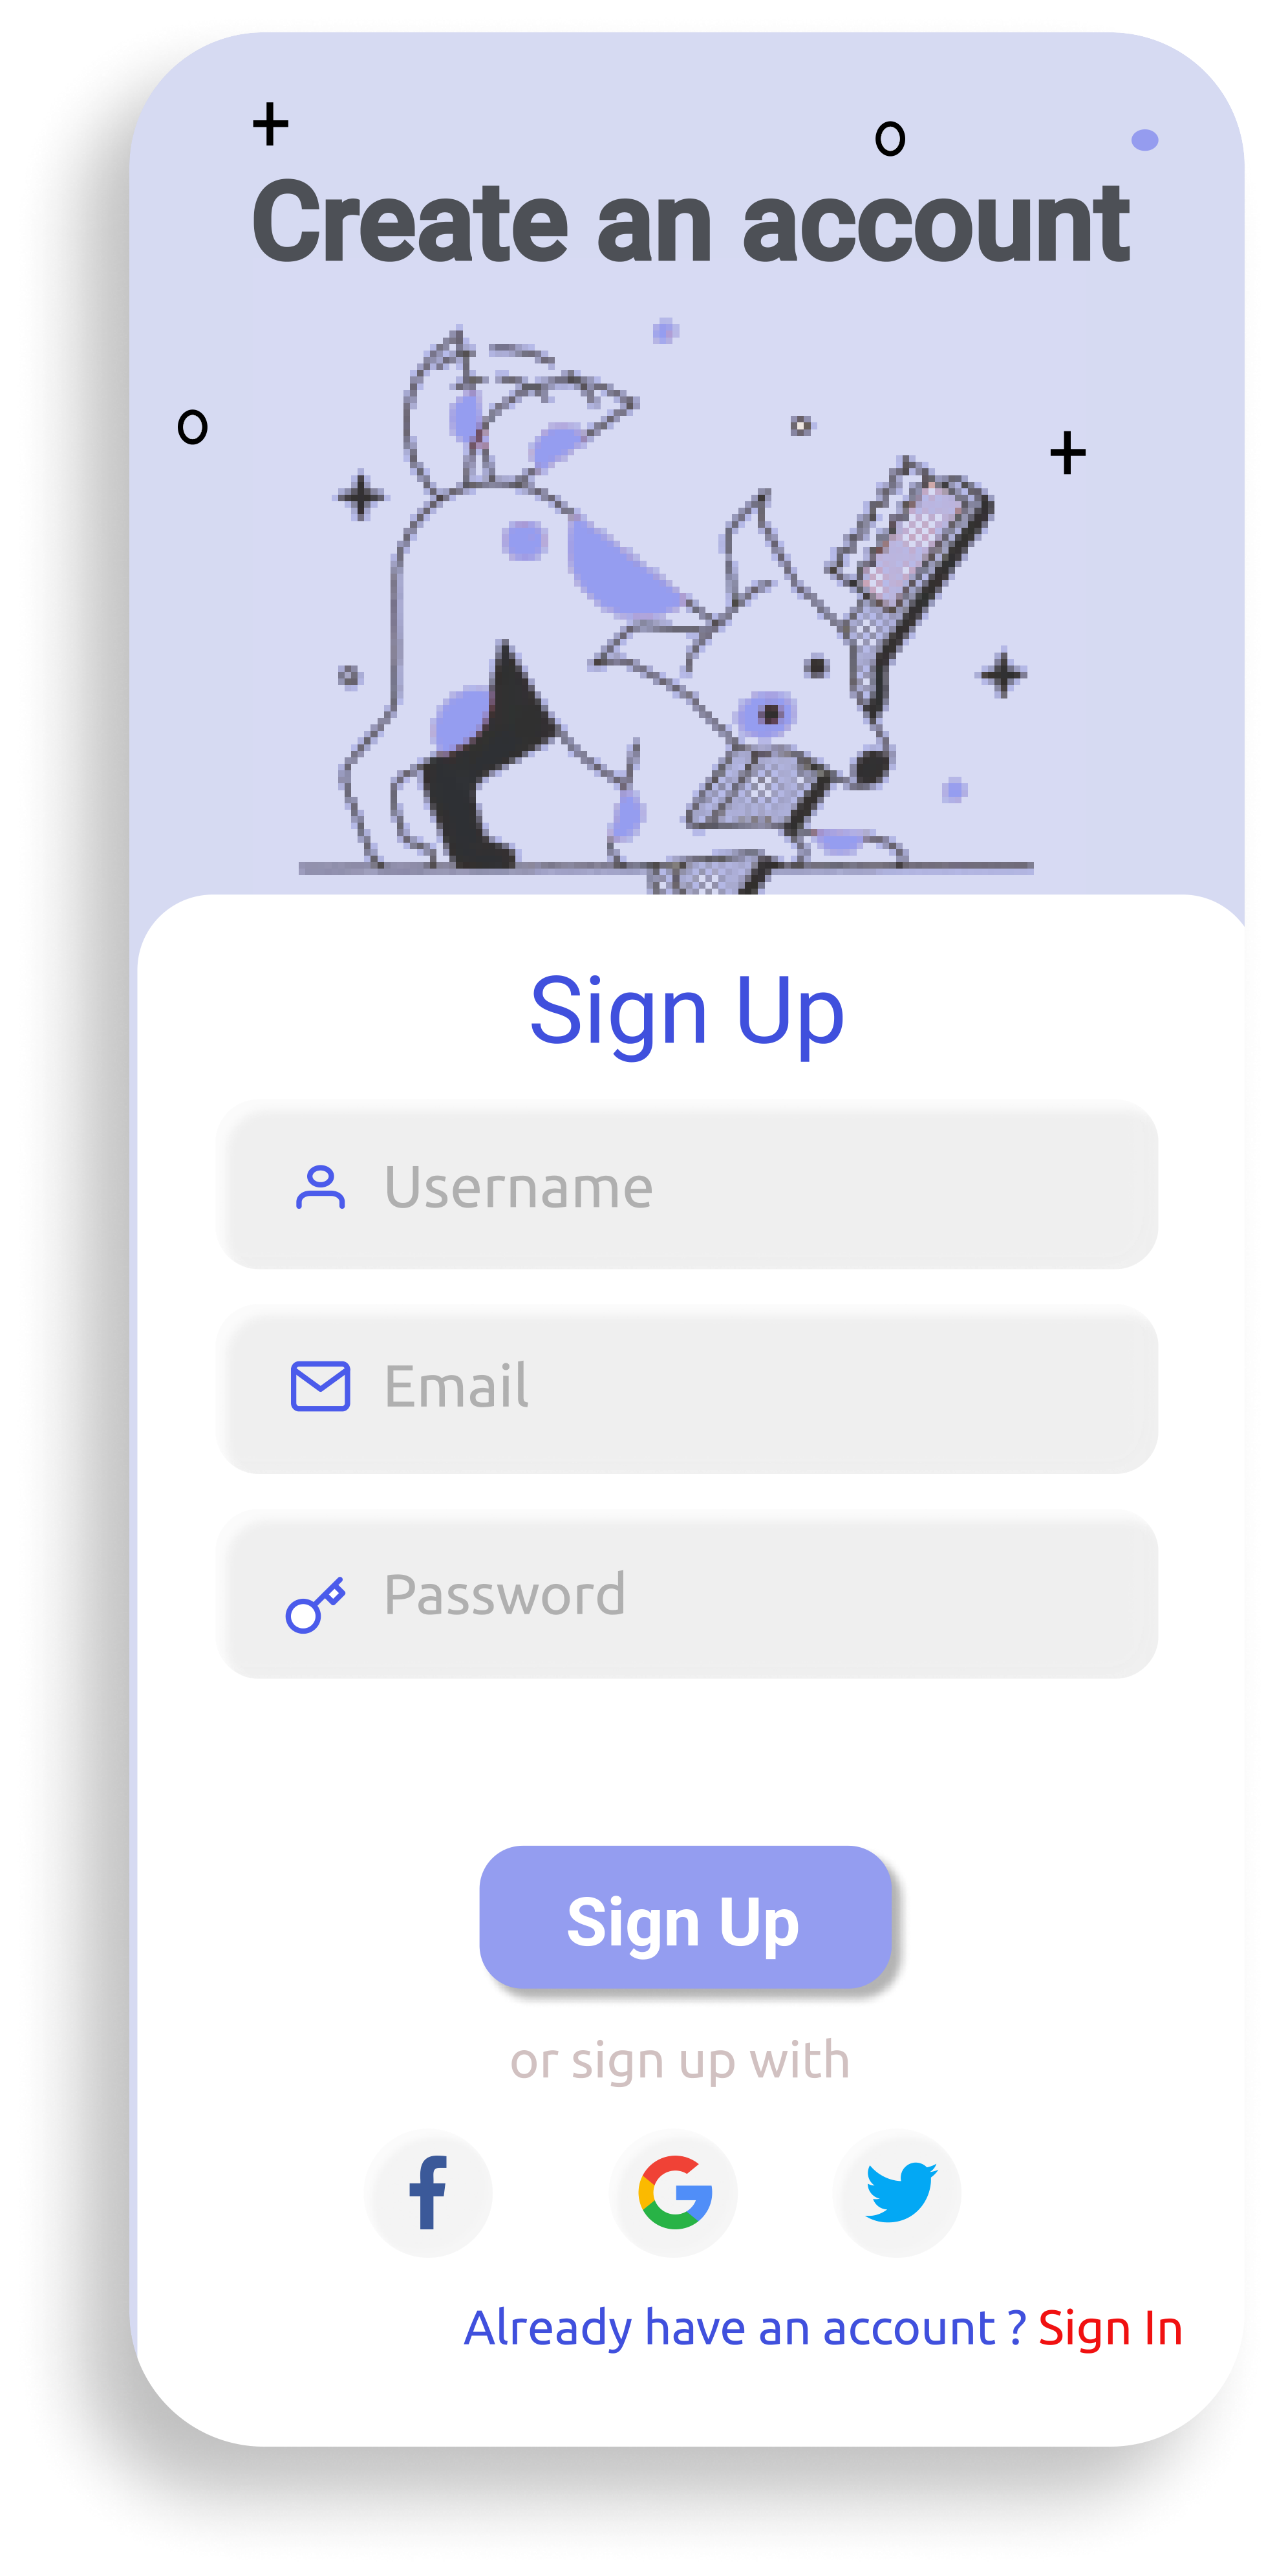 Create an account
Sign Up
Username
Email
Password
Sign Up
or sign up with
Already have an account ? Sign In